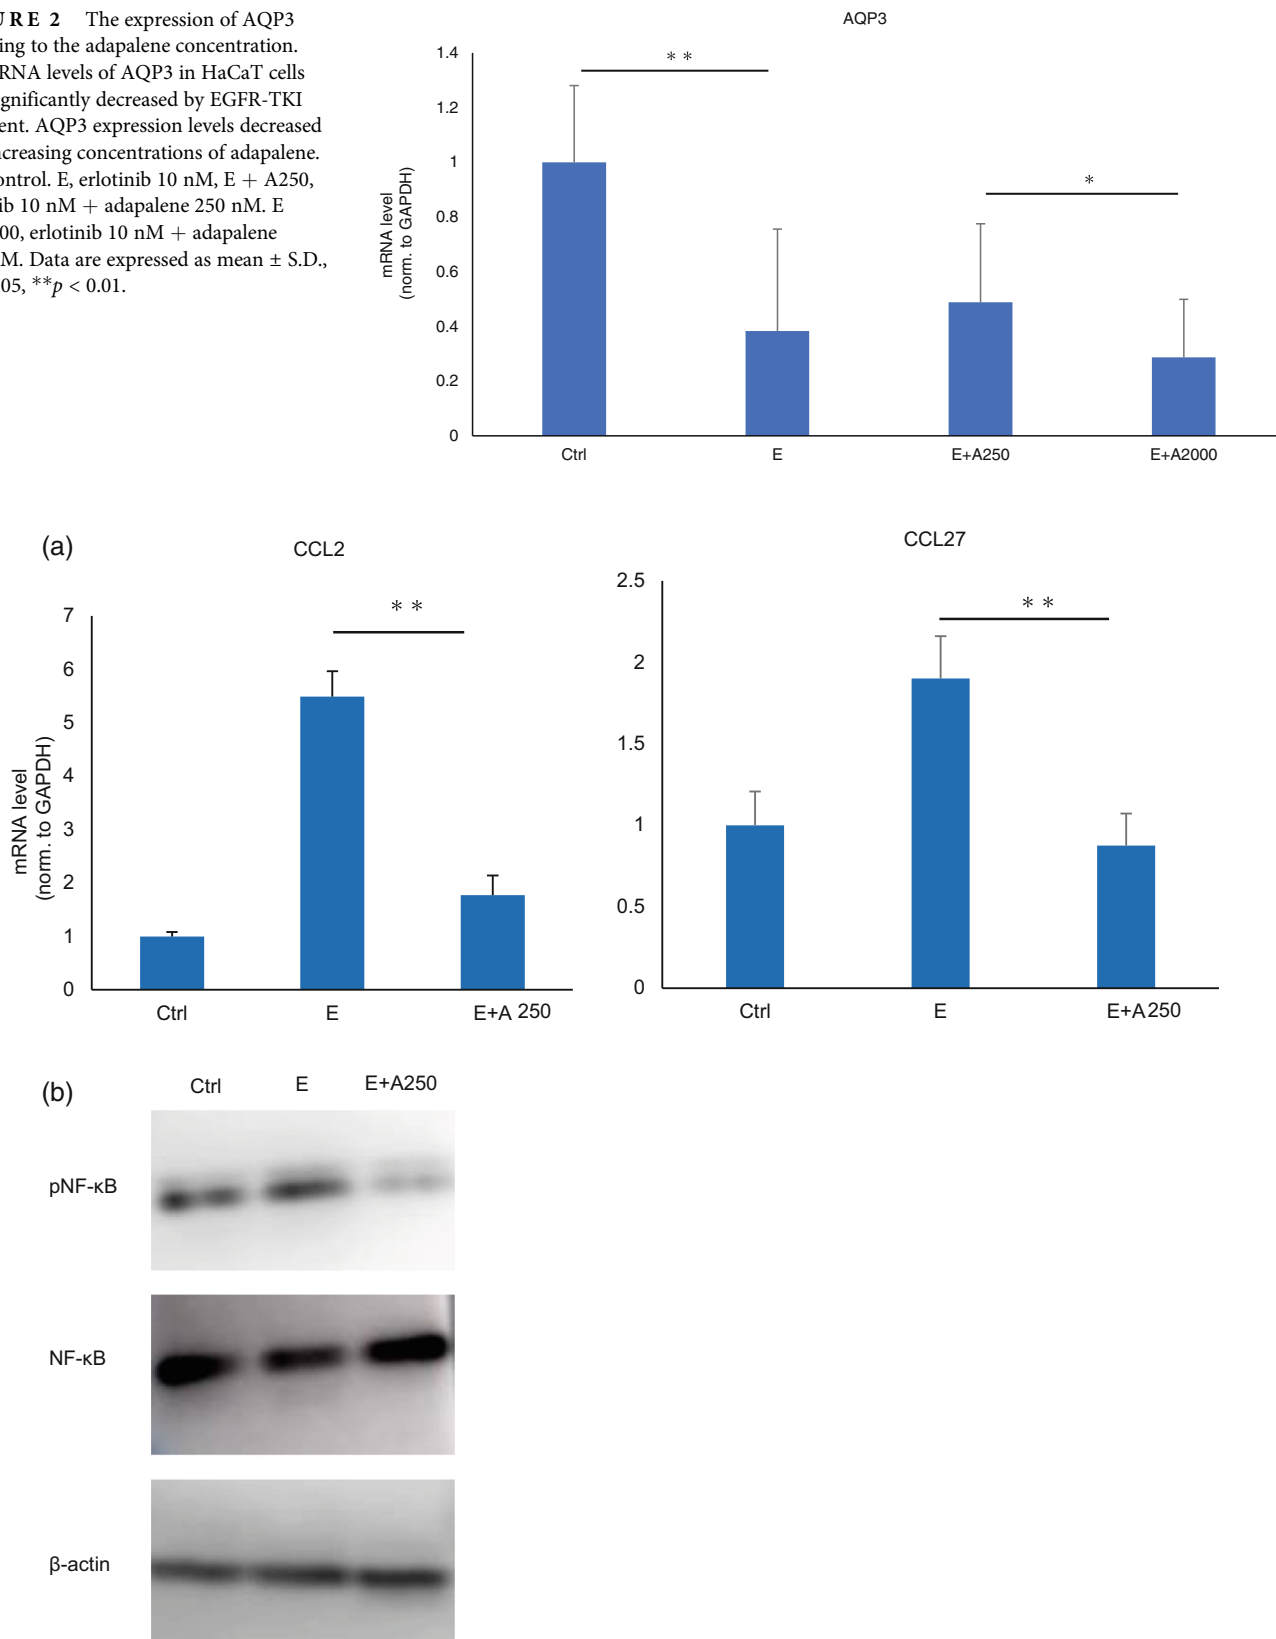 URE 2 The expression of AQP3
ing to the adapalene concentration.
RNA levels of AQP3 in HaCaT cells
gnificantly decreased by EGFR-TKI
ent. AQP3 expression levels decreased
ncreasing concentrations of adapalene.
ontrol. E, erlotinib 10 nM, E + A250,
ib 10 nM + adapalene 250 nM. E
00, erlotinib 10 nM + adapalene
M. Data are expressed as mean ± S.D.,
05, **p < 0.01.
AQP3
mRNA level
(norm. to GAPDH)
1.4
1.2
1
0.8
0.6
0.4
0.2
0
* *
*
Ctrl E E+A250 E+A2000
(a)
CCL2
mRNA level
(norm. to GAPDH)
7
6
5
4
3
2
1
0
* *
Ctrl E E+A 250
CCL27
2.5
2
1.5
1
0.5
0
* *
Ctrl E E+A250
(b)
Ctrl E E+A250
pNF-κB
NF-κB
β-actin